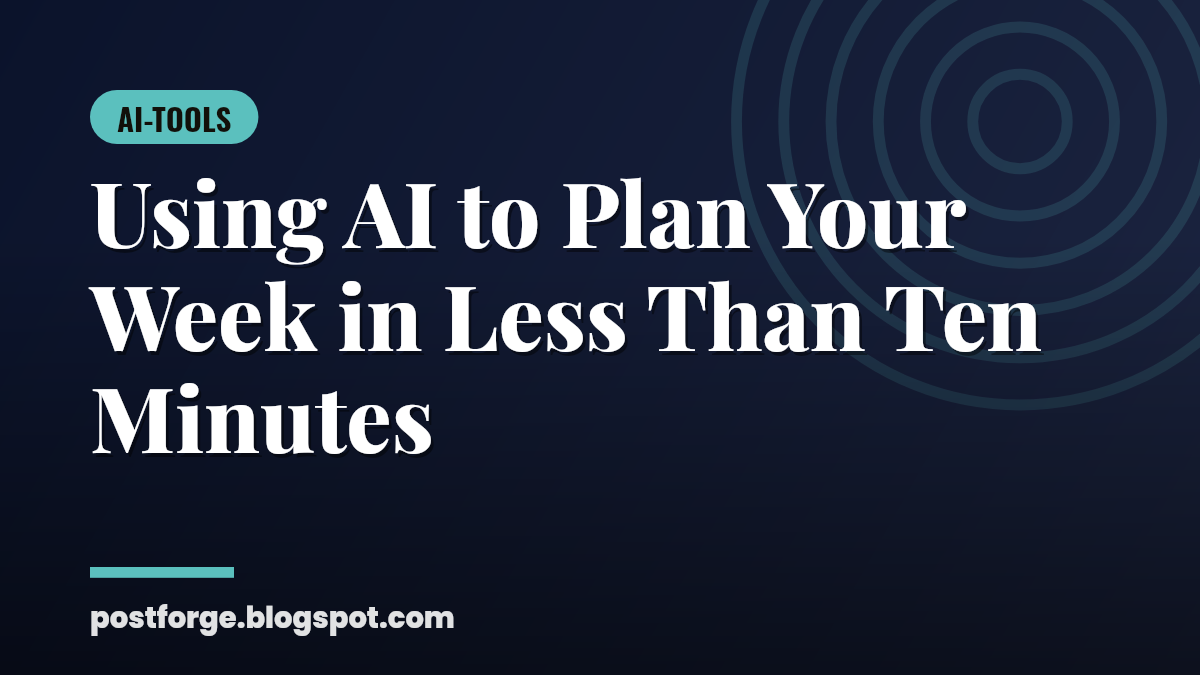 AI-TOOLS
Using AI to Plan Your
Week in Less Than Ten
Minutes
postforge.blogspot.com